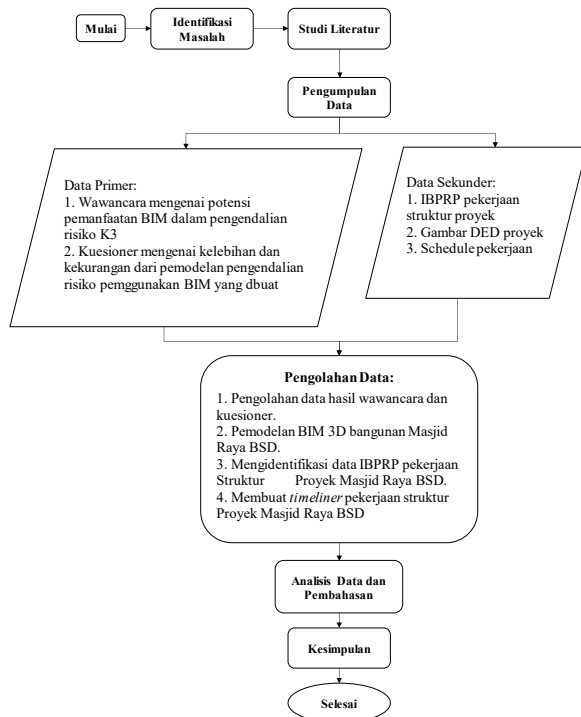 Mulai
Identifikasi
Masalah
Studi Literatur
Pengumpulan
Data
Data Primer:
1. Wawancara mengenai potensi
pemanfaatan BIM dalam pengendalian
risiko K3
2. Kuesioner mengenai kelebihan dan
kekurangan dari pemodelan pengendalian
risiko pemggunakan BIM yang dbuat
Data Sekunder:
1. IBPRP pekerjaan
struktur proyek
2. Gambar DED proyek
3. Schedule pekerjaan
Pengolahan Data:
1. Pengolahan data hasil wawancara dan
kuesioner.
2. Pemodelan BIM 3D bangunan Masjid
Raya BSD.
3. Mengidentifikasi data IBPRP pekerjaan
Struktur Proyek Masjid Raya BSD.
4. Membuat timeliner pekerjaan struktur
Proyek Masjid Raya BSD
Analisis Data dan
Pembahasan
Kesimpulan
Selesai